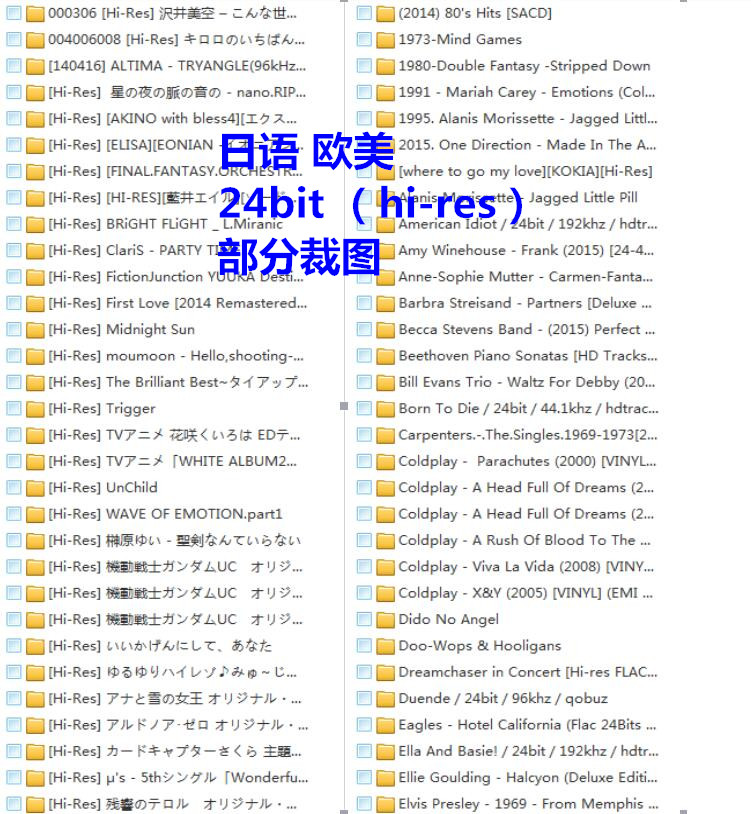 000306 [Hi-Res] 沢井美空 – こんな世...
004006008 [Hi-Res] キロロのいちばん...
[140416] ALTIMA - TRYANGLE(96kHz...
[Hi-Res] 星の夜の脈の音の - nano.RIP...
[Hi-Res] [AKINO with bless4][エクス...
[Hi-Res] [ELISA][EONIAN -イオニアン-...
[Hi-Res] [FINAL.FANTASY.ORCHESTR...
[Hi-Res] [HI-RES][藍井エイル]
[Hi-Res] BRiGHT FLiGHT _ L.Miranic
[Hi-Res] ClariS - PARTY TIME
[Hi-Res] FictionJunction YUUKA Desti...
[Hi-Res] First Love [2014 Remastered...
[Hi-Res] Midnight Sun
[Hi-Res] moumoon - Hello,shooting-...
[Hi-Res] The Brilliant Best~タイアップ...
[Hi-Res] Trigger
[Hi-Res] TVアニメ 花咲くいろは EDテ...
[Hi-Res] TVアニメ「WHITE ALBUM2...
[Hi-Res] UnChild
[Hi-Res] WAVE OF EMOTION.part1
[Hi-Res] 榊原ゆい - 聖剣なんていらない
[Hi-Res] 機動戦士ガンダムUC　オリジ...
[Hi-Res] 機動戦士ガンダムUC　オリジ...
[Hi-Res] 機動戦士ガンダムUC　オリジ...
[Hi-Res] いいかげんにして、あなた
[Hi-Res] ゆるゆりハイレゾ♪みゅ～じ...
[Hi-Res] アナと雪の女王 オリジナル・...
[Hi-Res] アルドノア･ゼロ オリジナル・...
[Hi-Res] カードキャプターさくら 主題...
[Hi-Res] μ's - 5thシングル「Wonderfu...
[Hi-Res] 残響のテロル　オリジナル・...
日语 欧美
24bit （hi-res）
部分裁图
(2014) 80's Hits [SACD]
1973-Mind Games
1980-Double Fantasy -Stripped Down
1991 - Mariah Carey - Emotions (Col...
1995. Alanis Morissette - Jagged Littl...
2015. One Direction - Made In The A...
[where to go my love][KOKIA][Hi-Res]
Alanis Morissette - Jagged Little Pill
American Idiot / 24bit / 192khz / hdtr...
Amy Winehouse - Frank (2015) [24-4...
Anne-Sophie Mutter - Carmen-Fanta...
Barbra Streisand - Partners [Deluxe ...
Becca Stevens Band - (2015) Perfect ...
Beethoven Piano Sonatas [HD Tracks...
Bill Evans Trio - Waltz For Debby (20...
Born To Die / 24bit / 44.1khz / hdtrac...
Carpenters.-.The.Singles.1969-1973[2...
Coldplay - Parachutes (2000) [VINYL...
Coldplay - A Head Full Of Dreams (2...
Coldplay - A Head Full Of Dreams (2...
Coldplay - A Rush Of Blood To The ...
Coldplay - Viva La Vida (2008) [VINY...
Coldplay - X&Y (2005) [VINYL] (EMI ...
Dido No Angel
Doo-Wops & Hooligans
Dreamchaser in Concert [Hi-res FLAC...
Duende / 24bit / 96khz / qobuz
Eagles - Hotel California (Flac 24Bits ...
Ella And Basie! / 24bit / 192khz / hdtr...
Ellie Goulding - Halcyon (Deluxe Editi...
Elvis Presley - 1969 - From Memphis ...